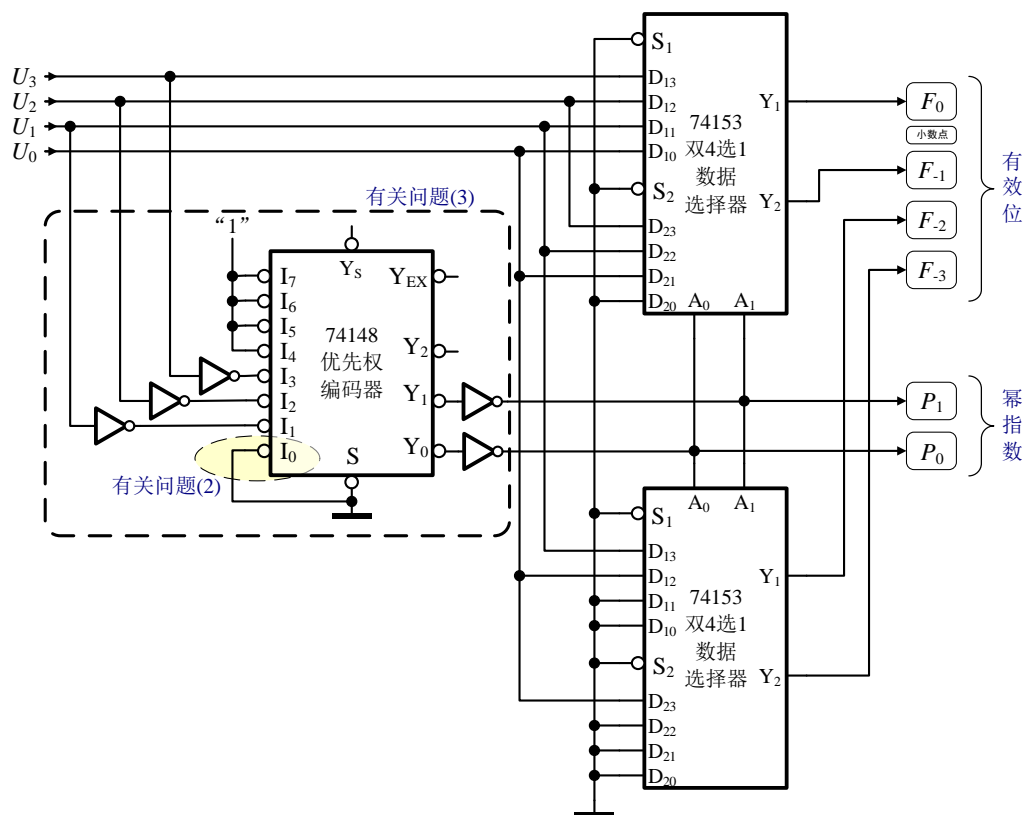 U₃
U₂
U₁
U₀
有关问题(3)
“1”
Y_S
I₇
I₆
I₅
I₄
I₃
I₂
I₁
I₀
74148
优先权
编码器
Y_EX
Y₂
Y₁
Y₀
S
有关问题(2)
S₁
D₁₃
D₁₂
D₁₁
D₁₀
S₂
D₂₃
D₂₂
D₂₁
D₂₀
74153
双4选1
数据
选择器
Y₁
Y₂
A₀ A₁
F₀
小数点
F₋₁
F₋₂
F₋₃
有效位
P₁
P₀
幂指数
A₀ A₁
S₁
D₁₃
D₁₂
D₁₁
D₁₀
S₂
D₂₃
D₂₂
D₂₁
D₂₀
74153
双4选1
数据
选择器
Y₁
Y₂